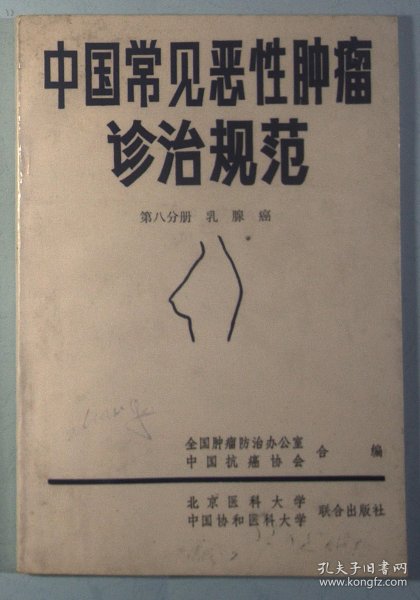 中国常见恶性肿瘤
诊治规范
第八分册 乳腺癌
全国肿瘤防治办公室
中国抗癌协会
合编
北京医科大学
中国协和医科大学
联合出版社
孔夫子旧书网
www.kongfz.com